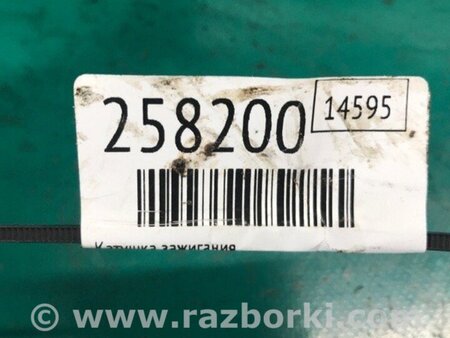 258200
14595
Катушка зажигания
© www.razborki.com